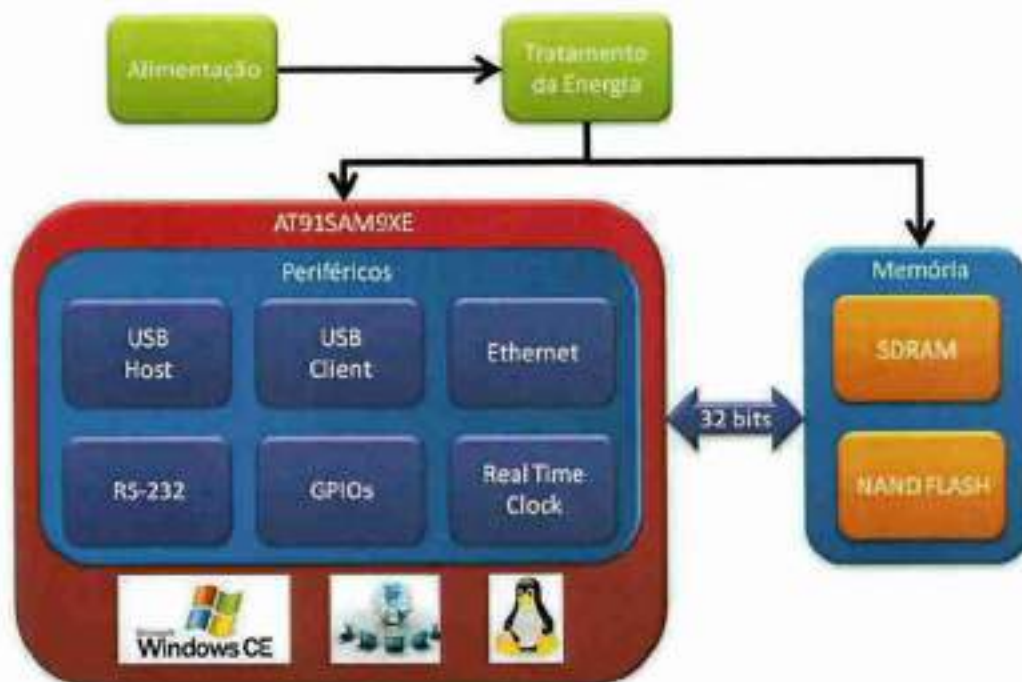 Alimentação
Tratamento
da Energia
AT91SAM9XE
Periféricos
USB
Host
USB
Client
Ethernet
RS-232
GPIOs
Real Time
Clock
32 bits
Memória
SDRAM
NAND FLASH
Windows CE